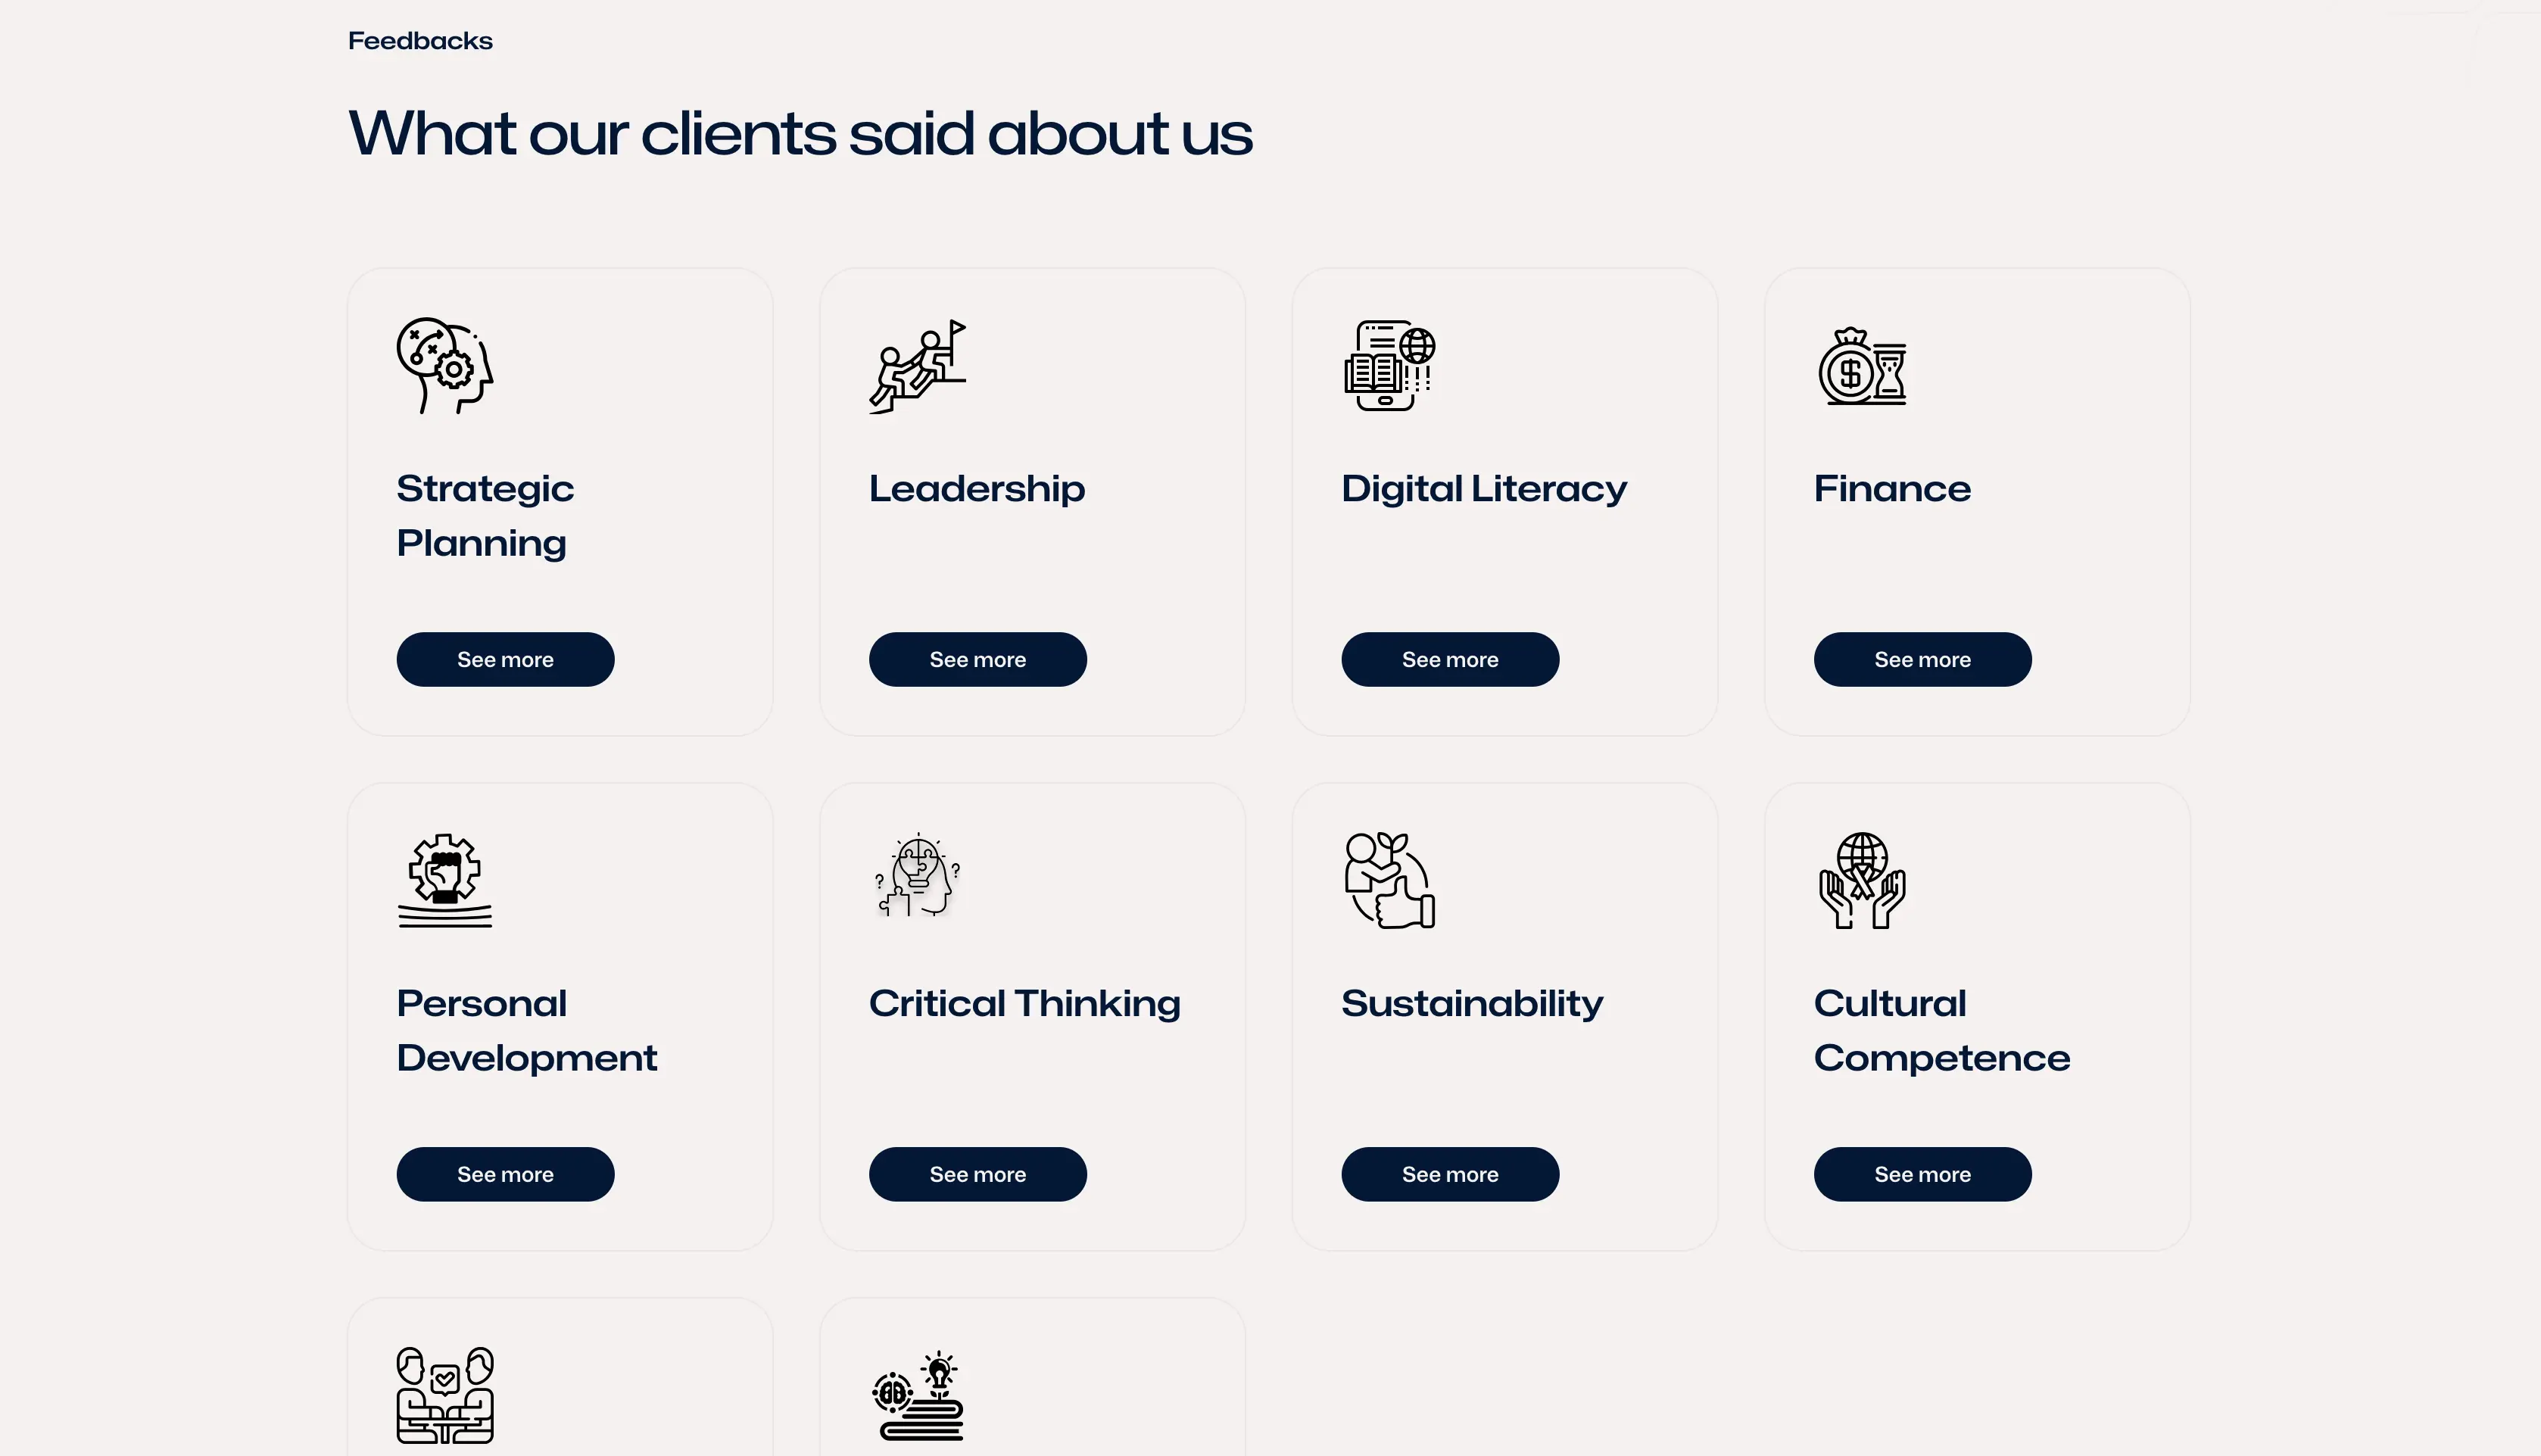 Feedbacks
What our clients said about us
Strategic
Planning
See more
Leadership
See more
Digital Literacy
See more
Finance
See more
Personal
Development
See more
Critical Thinking
See more
Sustainability
See more
Cultural
Competence
See more